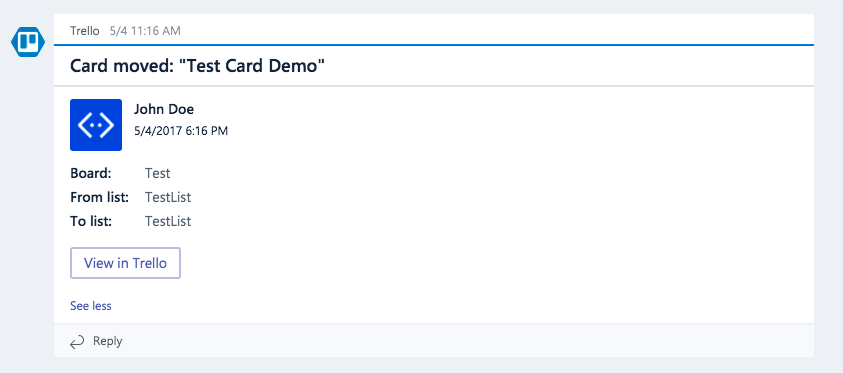 Trello 5/4 11:16 AM
Card moved: "Test Card Demo"
John Doe
5/4/2017 6:16 PM
Board: Test
From list: TestList
To list: TestList
View in Trello
See less
Reply